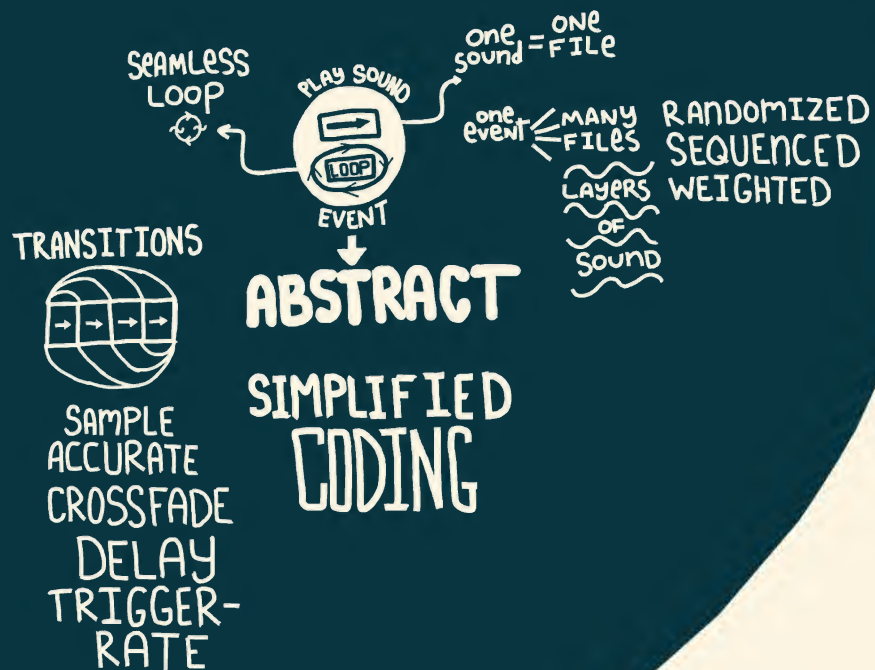 SEAMLESS
LOOP
PLAY SOUND
LOOP
EVENT
one = ONE
sound FILE
one MANY
event FILES
LAYERS
OF
SOUND
RANDOMIZED
SEQUENCED
WEIGHTED
ABSTRACT
SIMPLIFIED
CODING
TRANSITIONS
SAMPLE
ACCURATE
CROSSFADE
DELAY
TRIGGER-
RATE